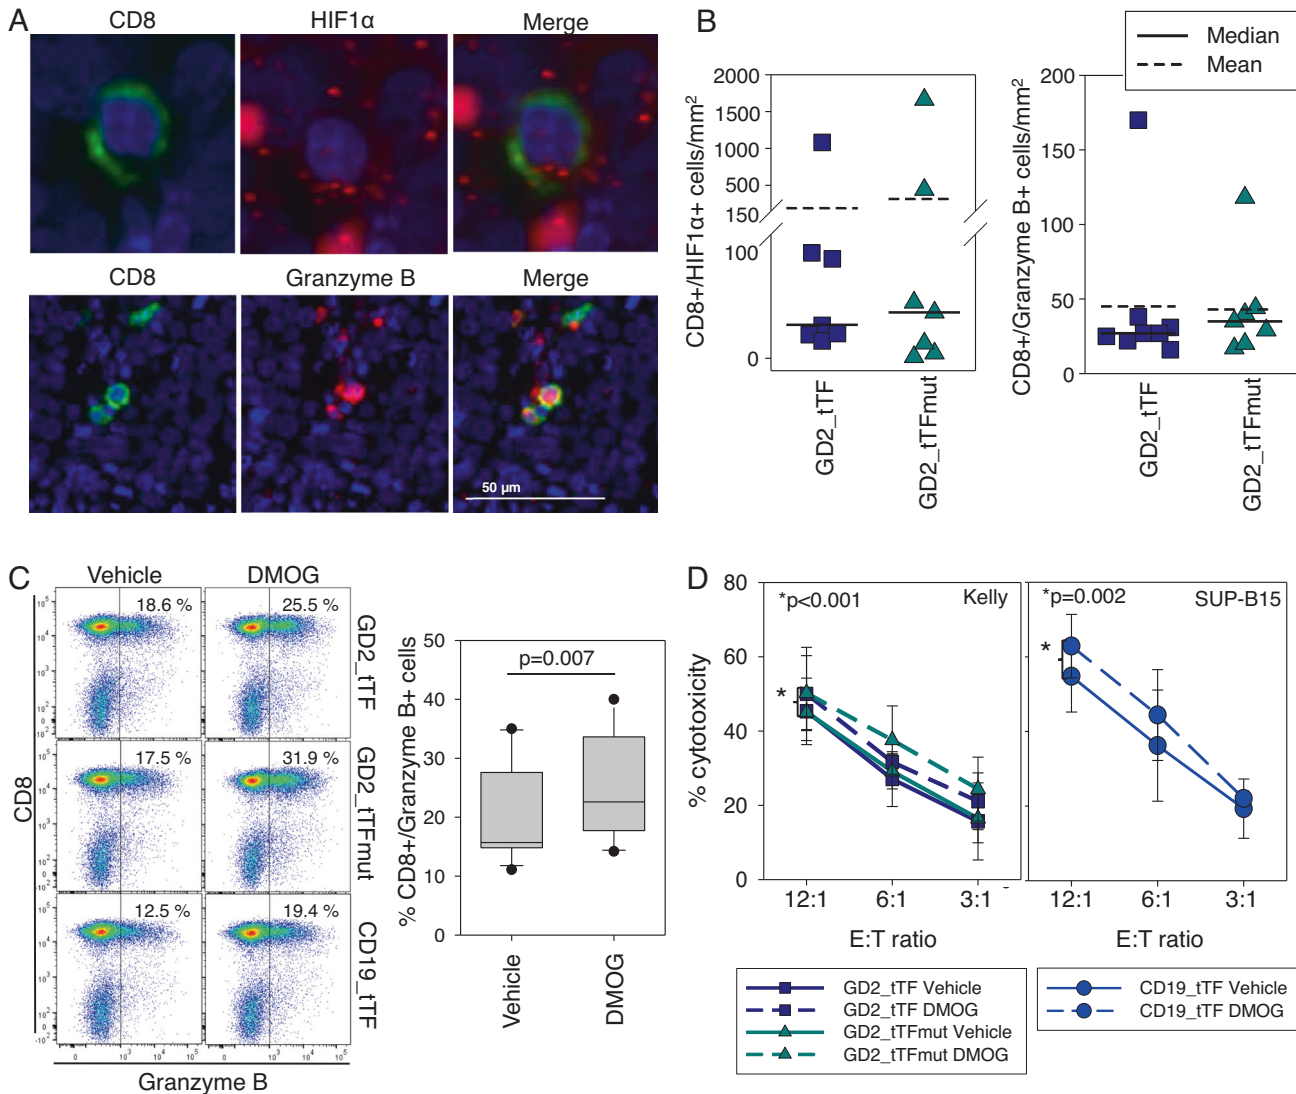 A
CD8
HIF1α
Merge
CD8
Granzyme B
Merge
50 µm
B
Median
Mean
CD8+/HIF1α+ cells/mm²
2000
1500
1000
500
150
100
0
GD2_tTF
GD2_tTFmut
CD8+/Granzyme B+ cells/mm²
200
150
100
50
0
GD2_tTF
GD2_tTFmut
C
Vehicle
DMOG
18.6 %
25.5 %
GD2_tTF
17.5 %
31.9 %
GD2_tTFmut
12.5 %
19.4 %
CD19_tTF
CD8
Granzyme B
% CD8+/Granzyme B+ cells
50
40
30
20
10
0
p=0.007
Vehicle
DMOG
D
% cytotoxicity
80
60
40
20
0
*p<0.001
Kelly
*
12:1
6:1
3:1
E:T ratio
*p=0.002
SUP-B15
*
12:1
6:1
3:1
E:T ratio
GD2_tTF Vehicle
GD2_tTF DMOG
GD2_tTFmut Vehicle
GD2_tTFmut DMOG
CD19_tTF Vehicle
CD19_tTF DMOG